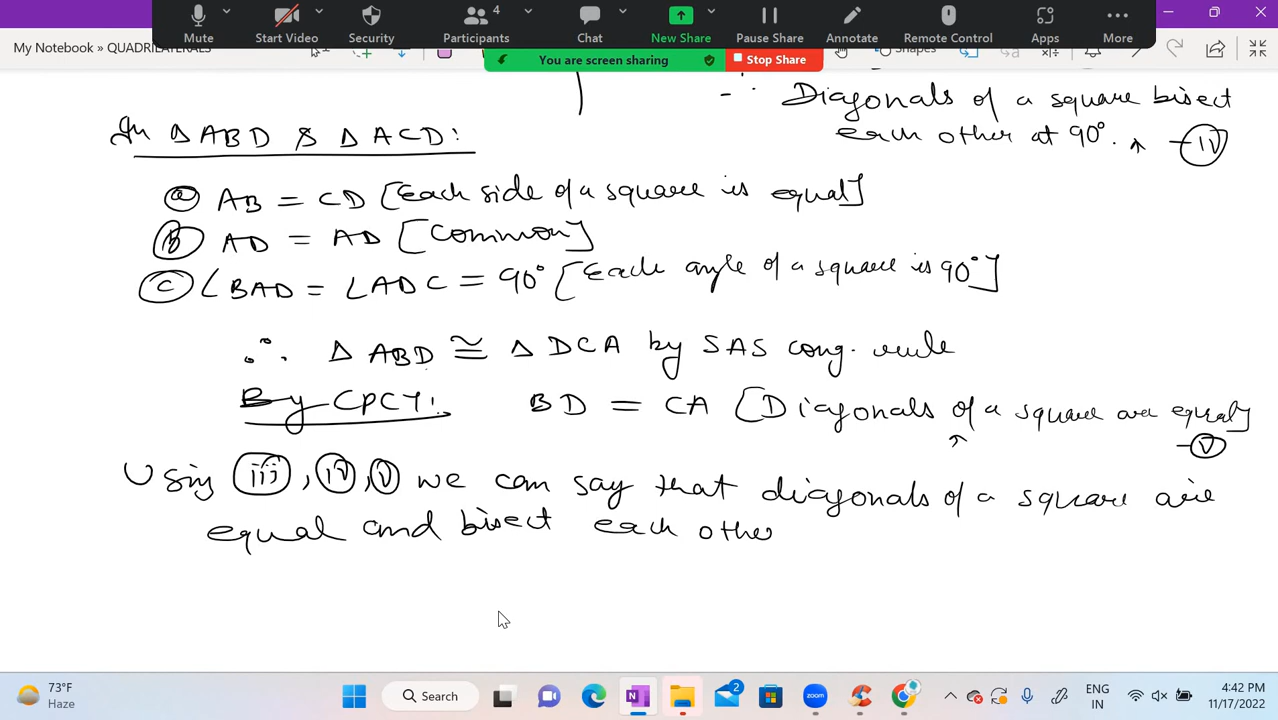 Mute
Start Video
Security
4
Participants
Chat
New Share
Pause Share
Annotate
Remote Control
Apps
More
My Notebook » QUADRILATERALS
You are screen sharing
Stop Share
Shapes
∴ Diagonals of a square bisect
each other at 90°. - (iv)
In Δ ABD & Δ ACD:
(a) AB = CD [Each side of a square is equal]
(b) AD = AD [Common]
(c) ∠BAD = ∠ADC = 90° [Each angle of a square is 90°]
∴ Δ ABD ≅ Δ DCA by SAS cong. rule
By CPCT: BD = CA [Diagonals of a square are equal]
- (v)
Using (iii), (iv), (v) we can say that diagonals of a square are
equal and bisect each other
73°F
Haze
Search
2
ENG
IN
4:42 PM
11/17/2022